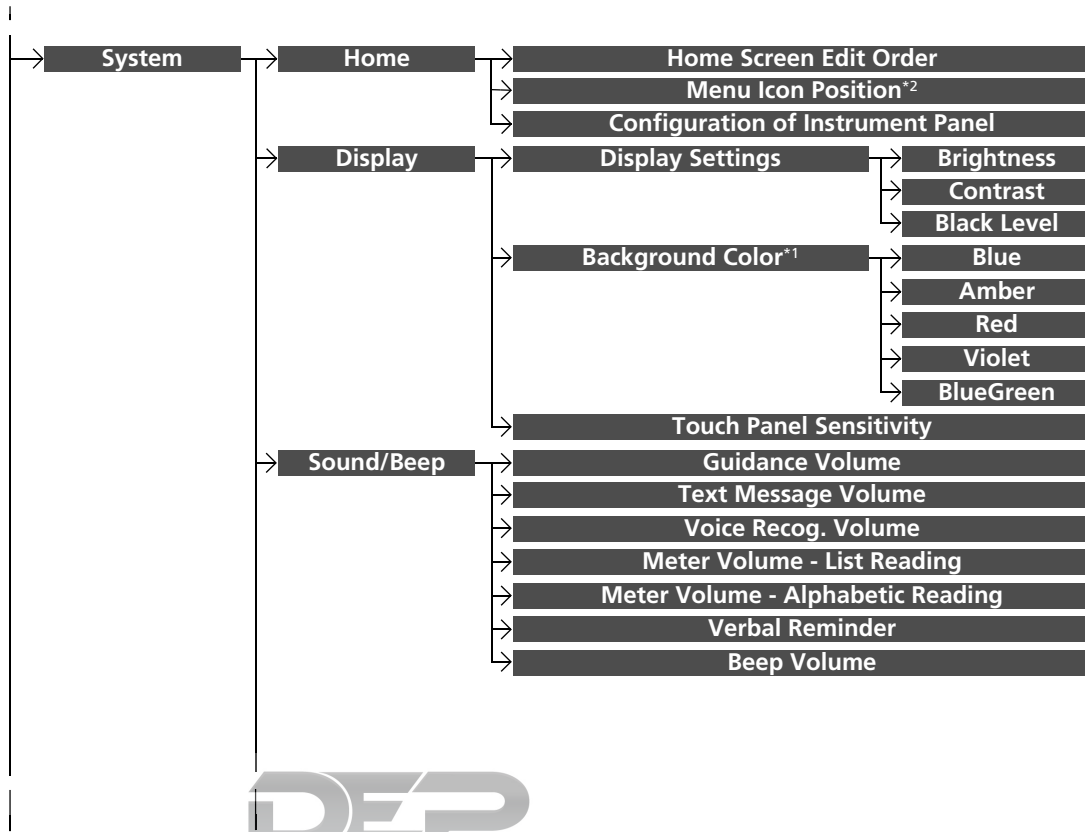 System
Home
Home Screen Edit Order
Menu Icon Position*2
Configuration of Instrument Panel
Display
Display Settings
Brightness
Contrast
Black Level
Background Color*1
Blue
Amber
Red
Violet
BlueGreen
Touch Panel Sensitivity
Sound/Beep
Guidance Volume
Text Message Volume
Voice Recog. Volume
Meter Volume - List Reading
Meter Volume - Alphabetic Reading
Verbal Reminder
Beep Volume
DEP